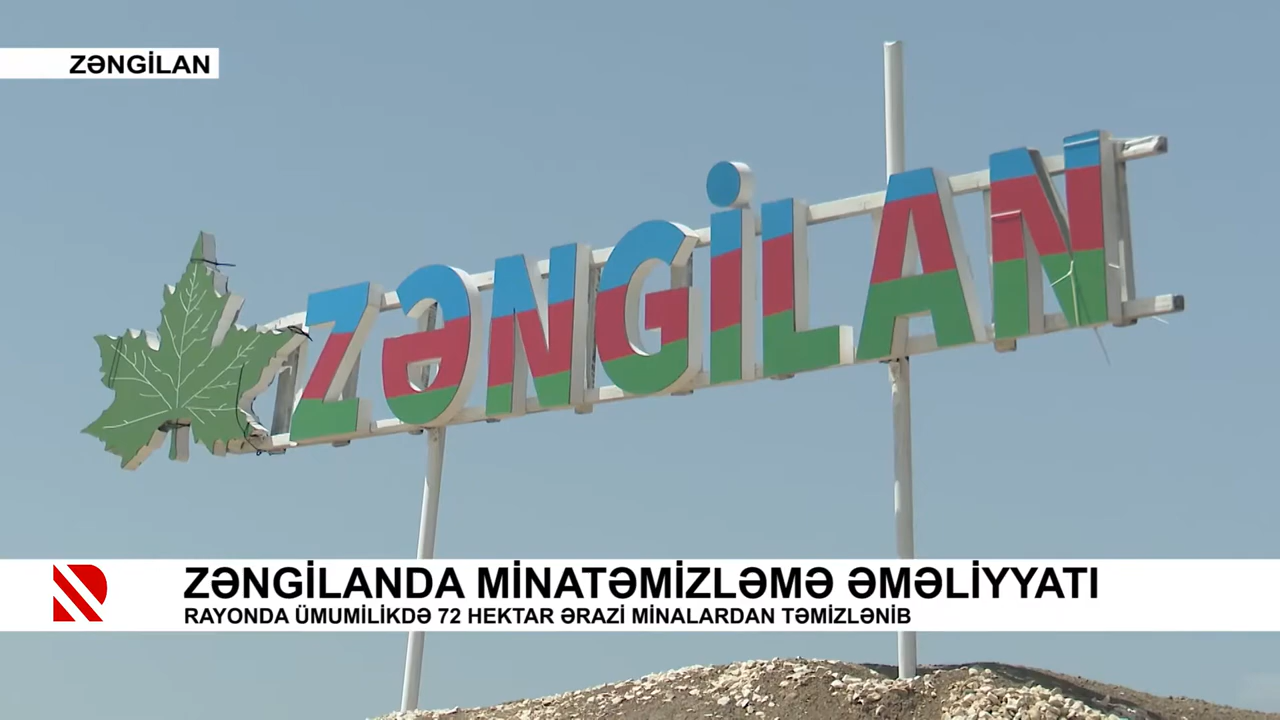 ZƏNGİLAN
ZƏNGİLAN
ZƏNGİLANDA MİNATƏMİZLƏMƏ ƏMƏLİYYATI
RAYONDA ÜMUMİLİKDƏ 72 HEKTAR ƏRAZİ MİNALARDAN TƏMİZLƏNİB